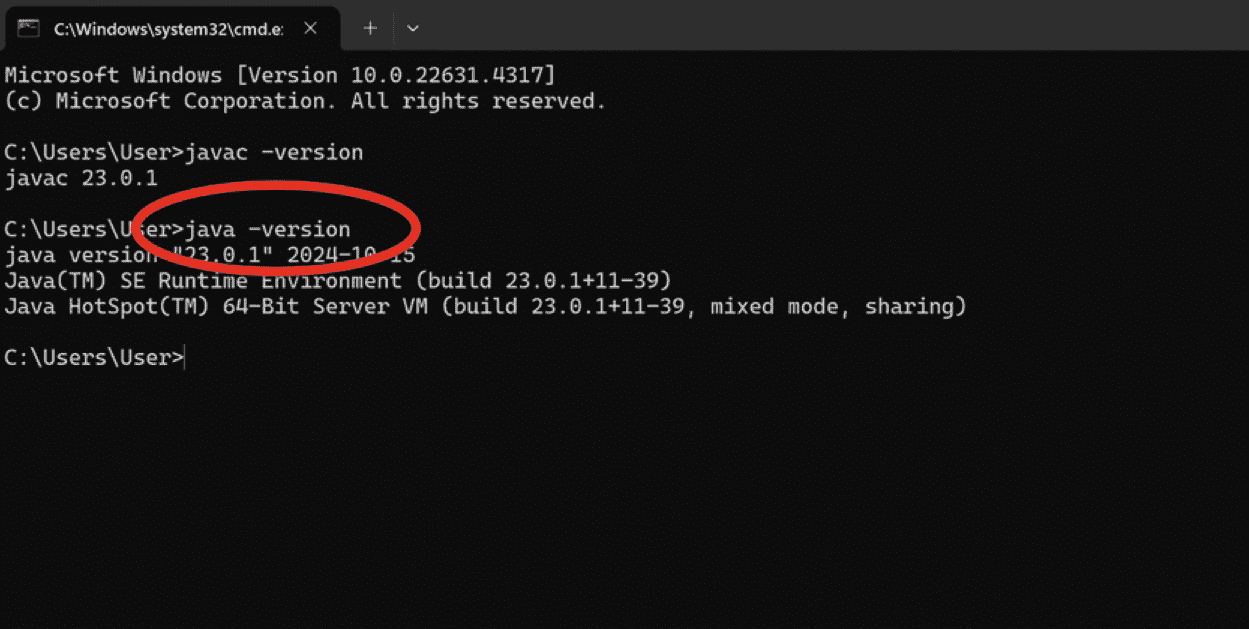 C:\Windows\system32\cmd.e:
Microsoft Windows [Version 10.0.22631.4317]
(c) Microsoft Corporation. All rights reserved.
C:\Users\User>javac -version
javac 23.0.1
C:\Users\User>java -version
java version "23.0.1" 2024-10-15
Java(TM) SE Runtime Environment (build 23.0.1+11-39)
Java HotSpot(TM) 64-Bit Server VM (build 23.0.1+11-39, mixed mode, sharing)
C:\Users\User>